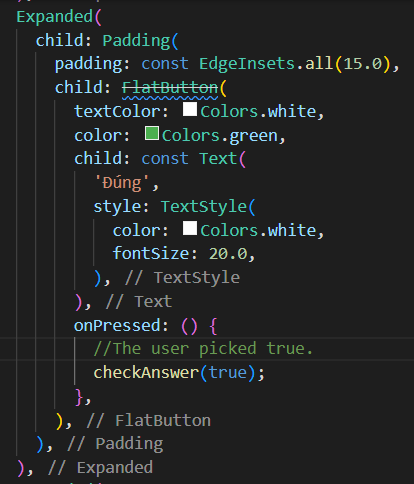 Expanded(
child: Padding(
padding: const EdgeInsets.all(15.0),
child: FlatButton(
textColor: Colors.white,
color: Colors.green,
child: const Text(
'Đúng',
style: TextStyle(
color: Colors.white,
fontSize: 20.0,
), // TextStyle
), // Text
onPressed: () {
//The user picked true.
checkAnswer(true);
},
), // FlatButton
), // Padding
), // Expanded